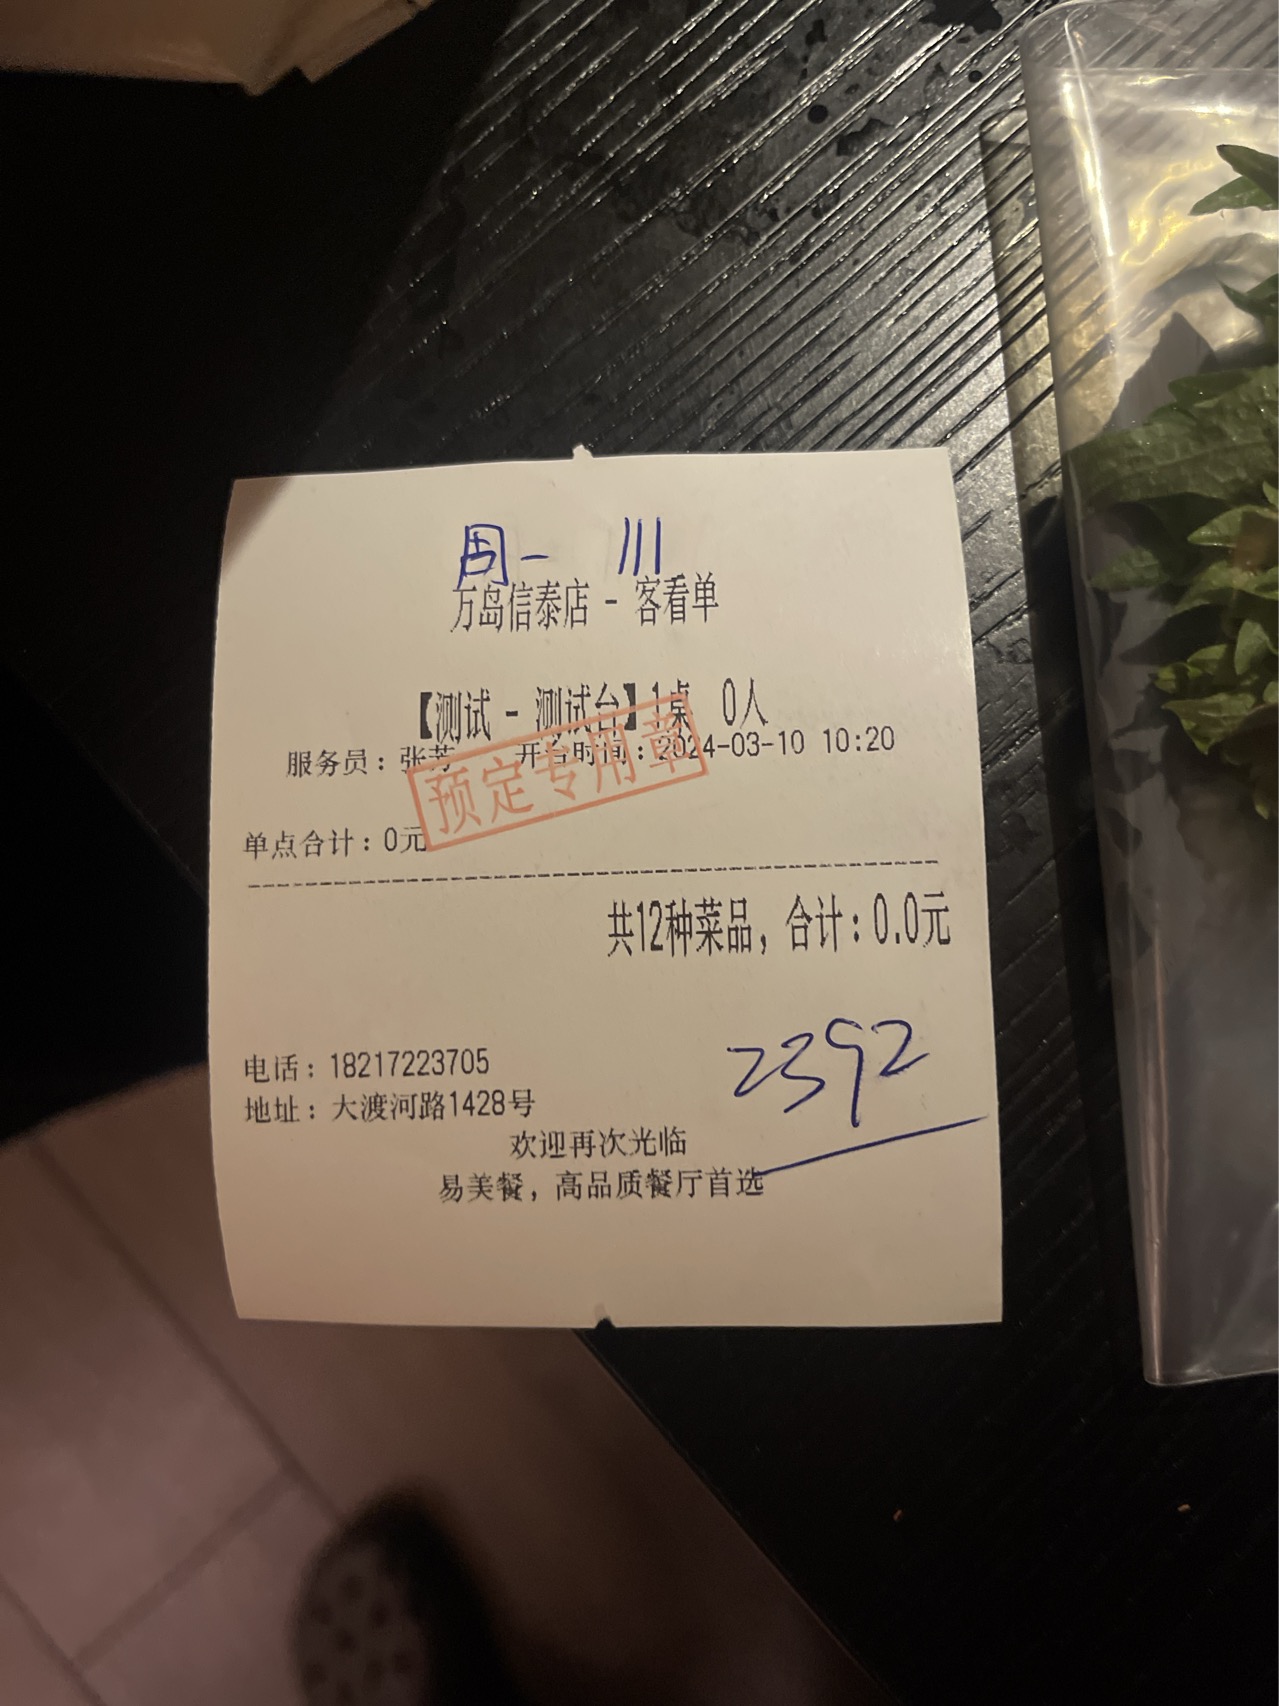 周一 111
万岛信泰店 - 客看单
【测试 - 测试台】1桌 0人
服务员：张芳 开台时间：2024-03-10 10:20
预定专用章
单点合计：0元
共12种菜品，合计：0.0元
2392
电话：18217223705
地址：大渡河路1428号
欢迎再次光临
易美餐，高品质餐厅首选